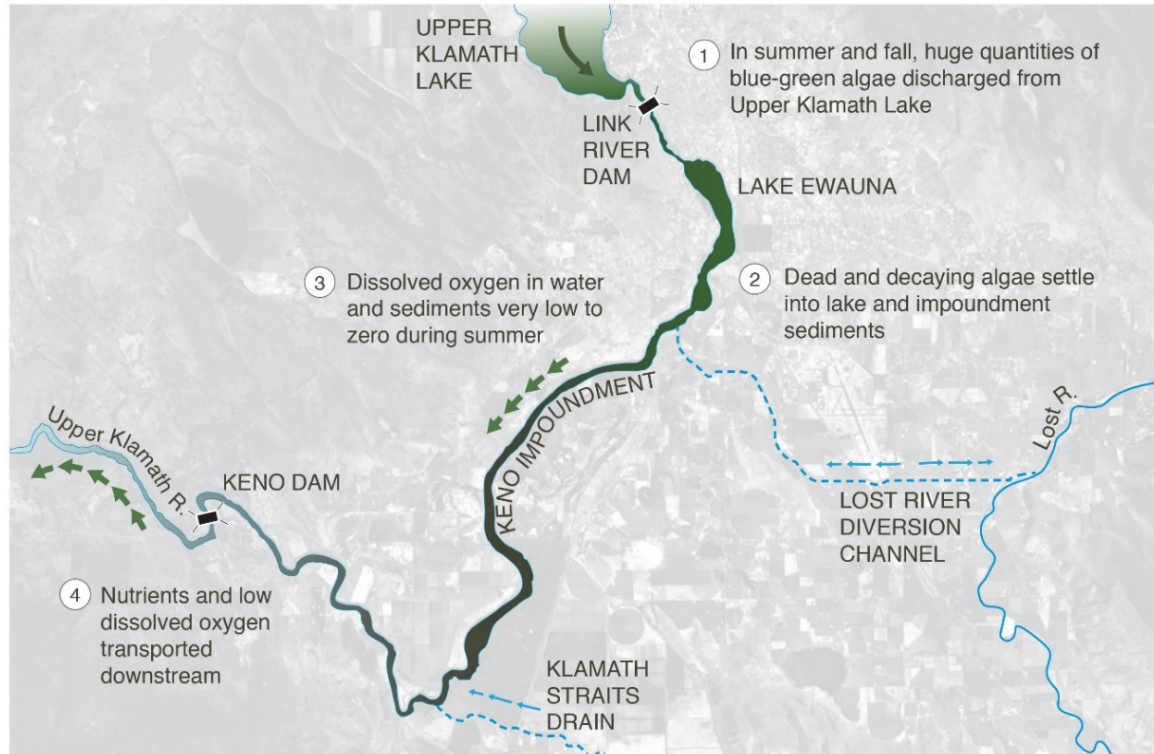 UPPER
KLAMATH
LAKE
1 In summer and fall, huge quantities of
blue-green algae discharged from
Upper Klamath Lake
LINK
RIVER
DAM
LAKE EWAUNA
3 Dissolved oxygen in water
and sediments very low to
zero during summer
2 Dead and decaying algae settle
into lake and impoundment
sediments
KENO IMPOUNDMENT
Lost R.
Upper Klamath R.
KENO DAM
LOST RIVER
DIVERSION
CHANNEL
4 Nutrients and low
dissolved oxygen
transported
downstream
KLAMATH
STRAITS
DRAIN